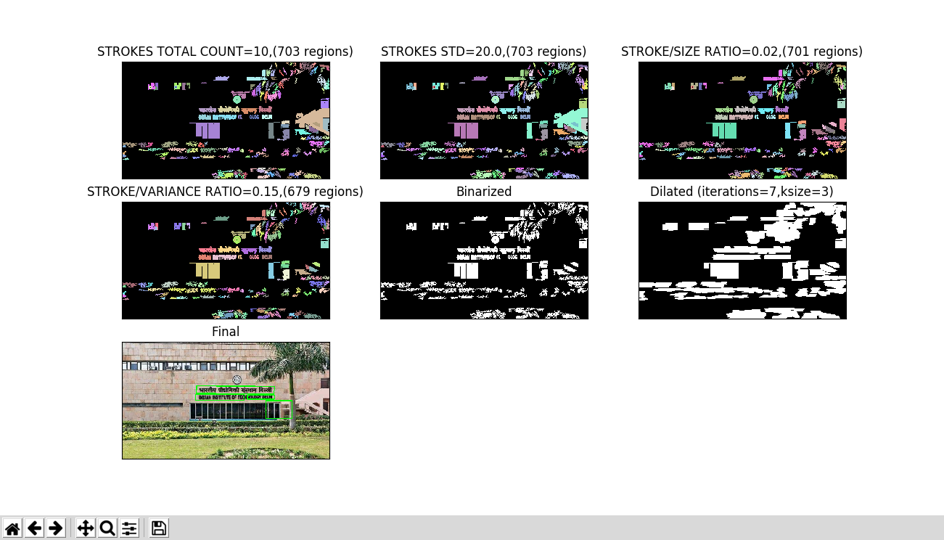 STROKES TOTAL COUNT=10,(703 regions)
STROKES STD=20.0,(703 regions)
STROKE/SIZE RATIO=0.02,(701 regions)
STROKE/VARIANCE RATIO=0.15,(679 regions)
Binarized
Dilated (iterations=7,ksize=3)
Final
भारतीय प्रौद्योगिकी संस्थान दिल्ली
INDIAN INSTITUTE OF TECHNOLOGY DELHI